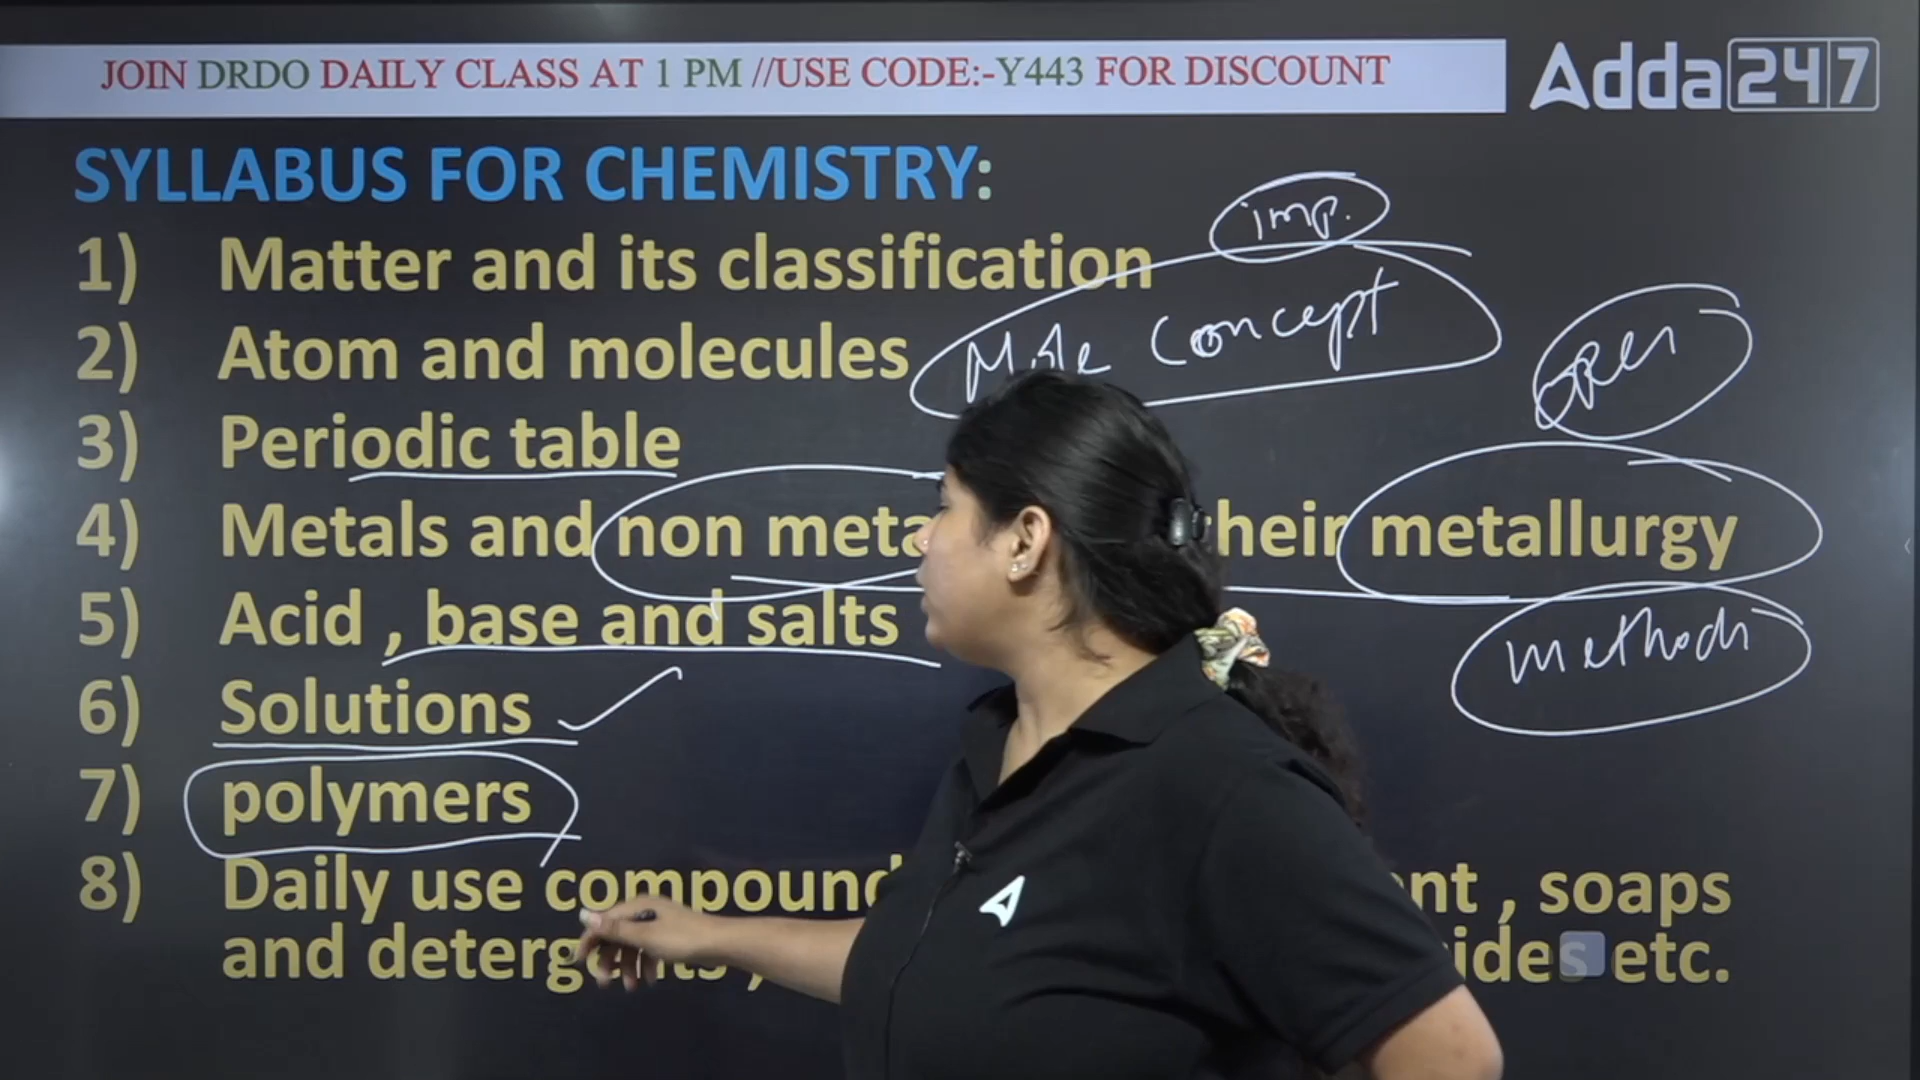 JOIN DRDO DAILY CLASS AT 1 PM //USE CODE:-Y443 FOR DISCOUNT
Adda247
SYLLABUS FOR CHEMISTRY:
imp.
1) Matter and its classification
2) Atom and molecules
Mole Concept
3) Periodic table
4) Metals and non meta heir metallurgy
5) Acid , base and salts
methods
6) Solutions
7) polymers
8) Daily use compound nt , soaps
and detergents , ides etc.